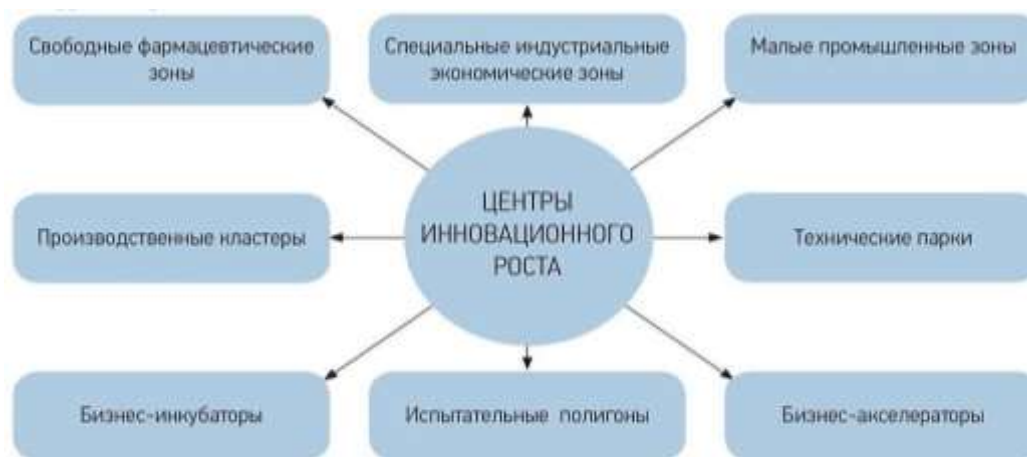 Свободные фармацевтические
зоны
Специальные индустриальные
экономические зоны
Малые промышленные зоны
ЦЕНТРЫ
ИННОВАЦИОННОГО
РОСТА
Производственные кластеры
Технические парки
Бизнес-инкубаторы
Испытательные полигоны
Бизнес-акселераторы